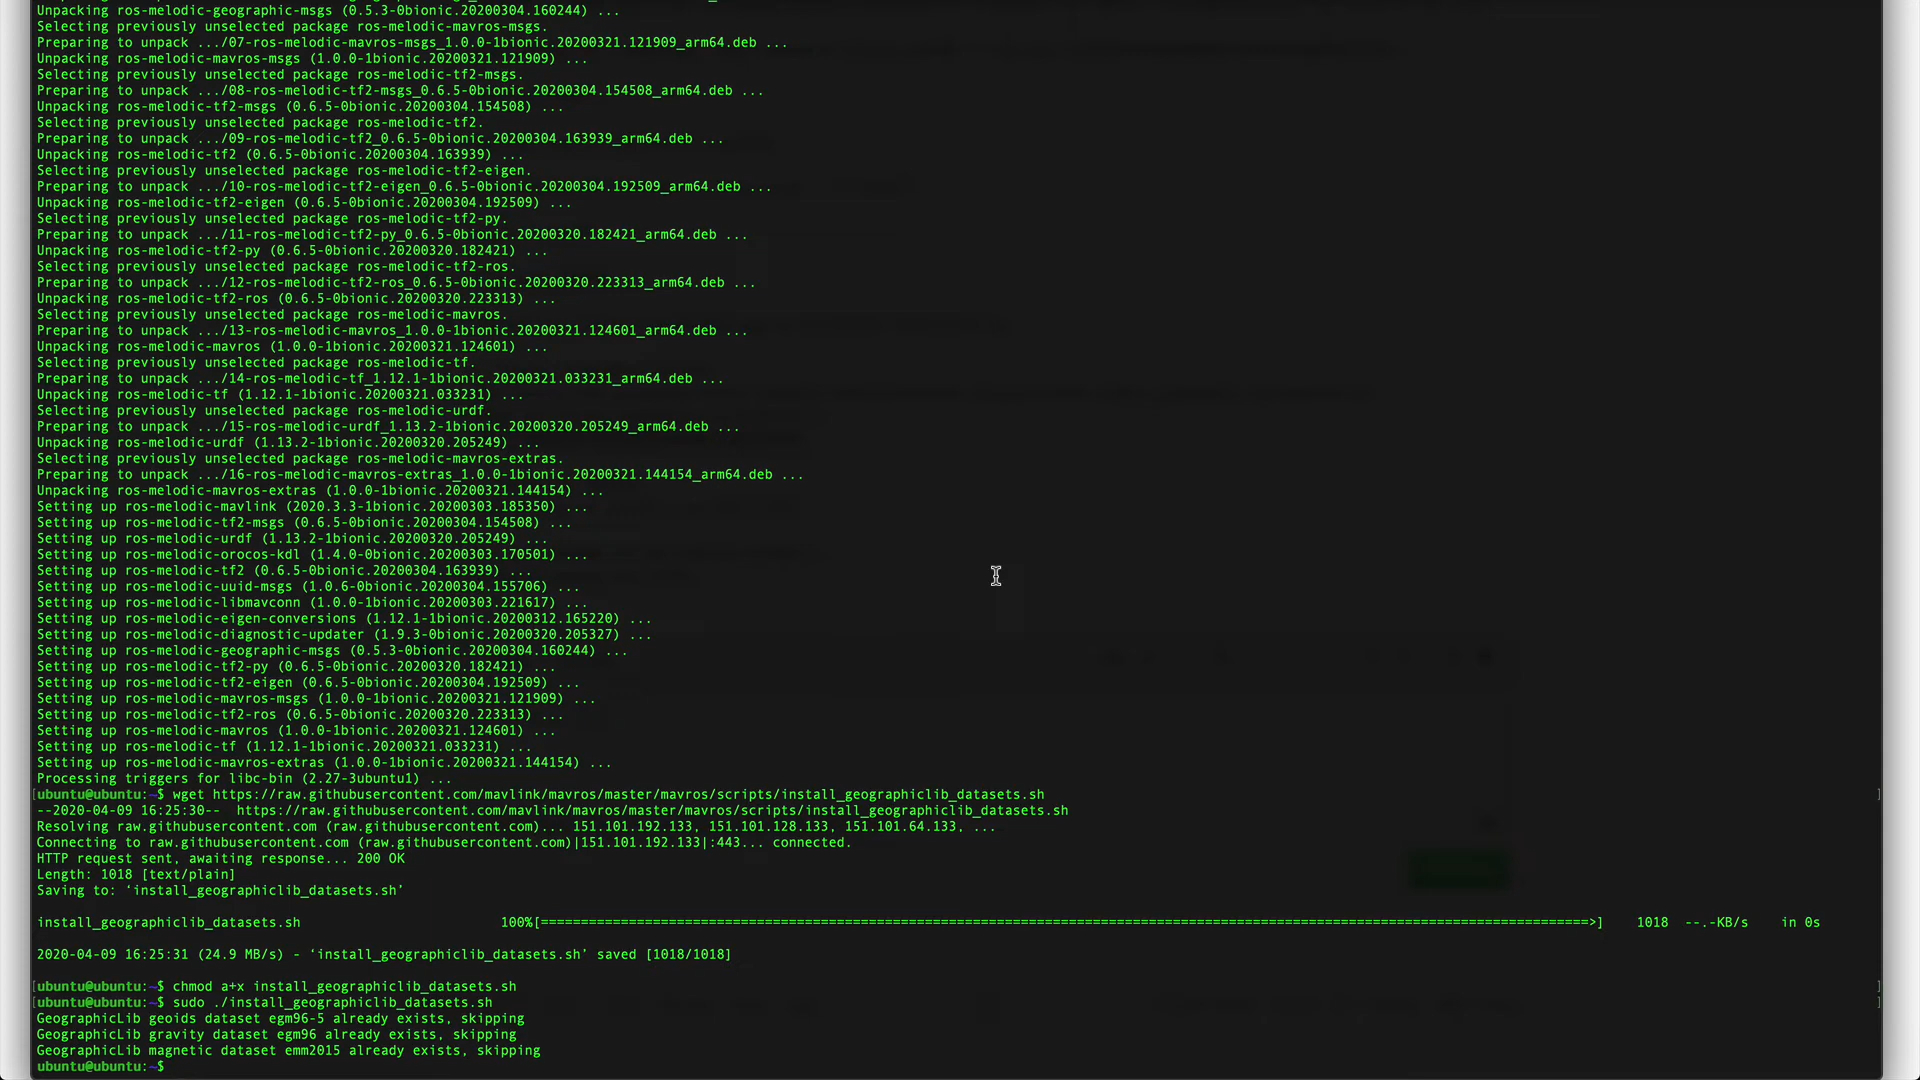 Unpacking ros-melodic-geographic-msgs (0.5.3-0bionic.20200304.160244) ...
Selecting previously unselected package ros-melodic-mavros-msgs.
Preparing to unpack .../07-ros-melodic-mavros-msgs_1.0.0-1bionic.20200321.121909_arm64.deb ...
Unpacking ros-melodic-mavros-msgs (1.0.0-1bionic.20200321.121909) ...
Selecting previously unselected package ros-melodic-tf2-msgs.
Preparing to unpack .../08-ros-melodic-tf2-msgs_0.6.5-0bionic.20200304.154508_arm64.deb ...
Unpacking ros-melodic-tf2-msgs (0.6.5-0bionic.20200304.154508) ...
Selecting previously unselected package ros-melodic-tf2.
Preparing to unpack .../09-ros-melodic-tf2_0.6.5-0bionic.20200304.163939_arm64.deb ...
Unpacking ros-melodic-tf2 (0.6.5-0bionic.20200304.163939) ...
Selecting previously unselected package ros-melodic-tf2-eigen.
Preparing to unpack .../10-ros-melodic-tf2-eigen_0.6.5-0bionic.20200304.192509_arm64.deb ...
Unpacking ros-melodic-tf2-eigen (0.6.5-0bionic.20200304.192509) ...
Selecting previously unselected package ros-melodic-tf2-py.
Preparing to unpack .../11-ros-melodic-tf2-py_0.6.5-0bionic.20200320.182421_arm64.deb ...
Unpacking ros-melodic-tf2-py (0.6.5-0bionic.20200320.182421) ...
Selecting previously unselected package ros-melodic-tf2-ros.
Preparing to unpack .../12-ros-melodic-tf2-ros_0.6.5-0bionic.20200320.223313_arm64.deb ...
Unpacking ros-melodic-tf2-ros (0.6.5-0bionic.20200320.223313) ...
Selecting previously unselected package ros-melodic-mavros.
Preparing to unpack .../13-ros-melodic-mavros_1.0.0-1bionic.20200321.124601_arm64.deb ...
Unpacking ros-melodic-mavros (1.0.0-1bionic.20200321.124601) ...
Selecting previously unselected package ros-melodic-tf.
Preparing to unpack .../14-ros-melodic-tf_1.12.1-1bionic.20200321.033231_arm64.deb ...
Unpacking ros-melodic-tf (1.12.1-1bionic.20200321.033231) ...
Selecting previously unselected package ros-melodic-urdf.
Preparing to unpack .../15-ros-melodic-urdf_1.13.2-1bionic.20200320.205249_arm64.deb ...
Unpacking ros-melodic-urdf (1.13.2-1bionic.20200320.205249) ...
Selecting previously unselected package ros-melodic-mavros-extras.
Preparing to unpack .../16-ros-melodic-mavros-extras_1.0.0-1bionic.20200321.144154_arm64.deb ...
Unpacking ros-melodic-mavros-extras (1.0.0-1bionic.20200321.144154) ...
Setting up ros-melodic-mavlink (2020.3.3-1bionic.20200303.185350) ...
Setting up ros-melodic-tf2-msgs (0.6.5-0bionic.20200304.154508) ...
Setting up ros-melodic-urdf (1.13.2-1bionic.20200320.205249) ...
Setting up ros-melodic-orocos-kdl (1.4.0-0bionic.20200303.170501) ...
Setting up ros-melodic-tf2 (0.6.5-0bionic.20200304.163939) ...
Setting up ros-melodic-uuid-msgs (1.0.6-0bionic.20200304.155706) ...
Setting up ros-melodic-libmavconn (1.0.0-1bionic.20200303.221617) ...
Setting up ros-melodic-eigen-conversions (1.12.1-1bionic.20200312.165220) ...
Setting up ros-melodic-diagnostic-updater (1.9.3-0bionic.20200320.205327) ...
Setting up ros-melodic-geographic-msgs (0.5.3-0bionic.20200304.160244) ...
Setting up ros-melodic-tf2-py (0.6.5-0bionic.20200320.182421) ...
Setting up ros-melodic-tf2-eigen (0.6.5-0bionic.20200304.192509) ...
Setting up ros-melodic-mavros-msgs (1.0.0-1bionic.20200321.121909) ...
Setting up ros-melodic-tf2-ros (0.6.5-0bionic.20200320.223313) ...
Setting up ros-melodic-mavros (1.0.0-1bionic.20200321.124601) ...
Setting up ros-melodic-tf (1.12.1-1bionic.20200321.033231) ...
Setting up ros-melodic-mavros-extras (1.0.0-1bionic.20200321.144154) ...
Processing triggers for libc-bin (2.27-3ubuntu1) ...
[ubuntu@ubuntu:~$ wget https://raw.githubusercontent.com/mavlink/mavros/master/mavros/scripts/install_geographiclib_datasets.sh ]
--2020-04-09 16:25:30--  https://raw.githubusercontent.com/mavlink/mavros/master/mavros/scripts/install_geographiclib_datasets.sh
Resolving raw.githubusercontent.com (raw.githubusercontent.com)... 151.101.192.133, 151.101.128.133, 151.101.64.133, ...
Connecting to raw.githubusercontent.com (raw.githubusercontent.com)|151.101.192.133|:443... connected.
HTTP request sent, awaiting response... 200 OK
Length: 1018 [text/plain]
Saving to: ‘install_geographiclib_datasets.sh’
install_geographiclib_datasets.sh 100%[===================================================================================================================================>] 1018 --.-KB/s in 0s
2020-04-09 16:25:31 (24.9 MB/s) - ‘install_geographiclib_datasets.sh’ saved [1018/1018]
[ubuntu@ubuntu:~$ chmod a+x install_geographiclib_datasets.sh ]
[ubuntu@ubuntu:~$ sudo ./install_geographiclib_datasets.sh ]
GeographicLib geoids dataset egm96-5 already exists, skipping
GeographicLib gravity dataset egm96 already exists, skipping
GeographicLib magnetic dataset emm2015 already exists, skipping
ubuntu@ubuntu:~$